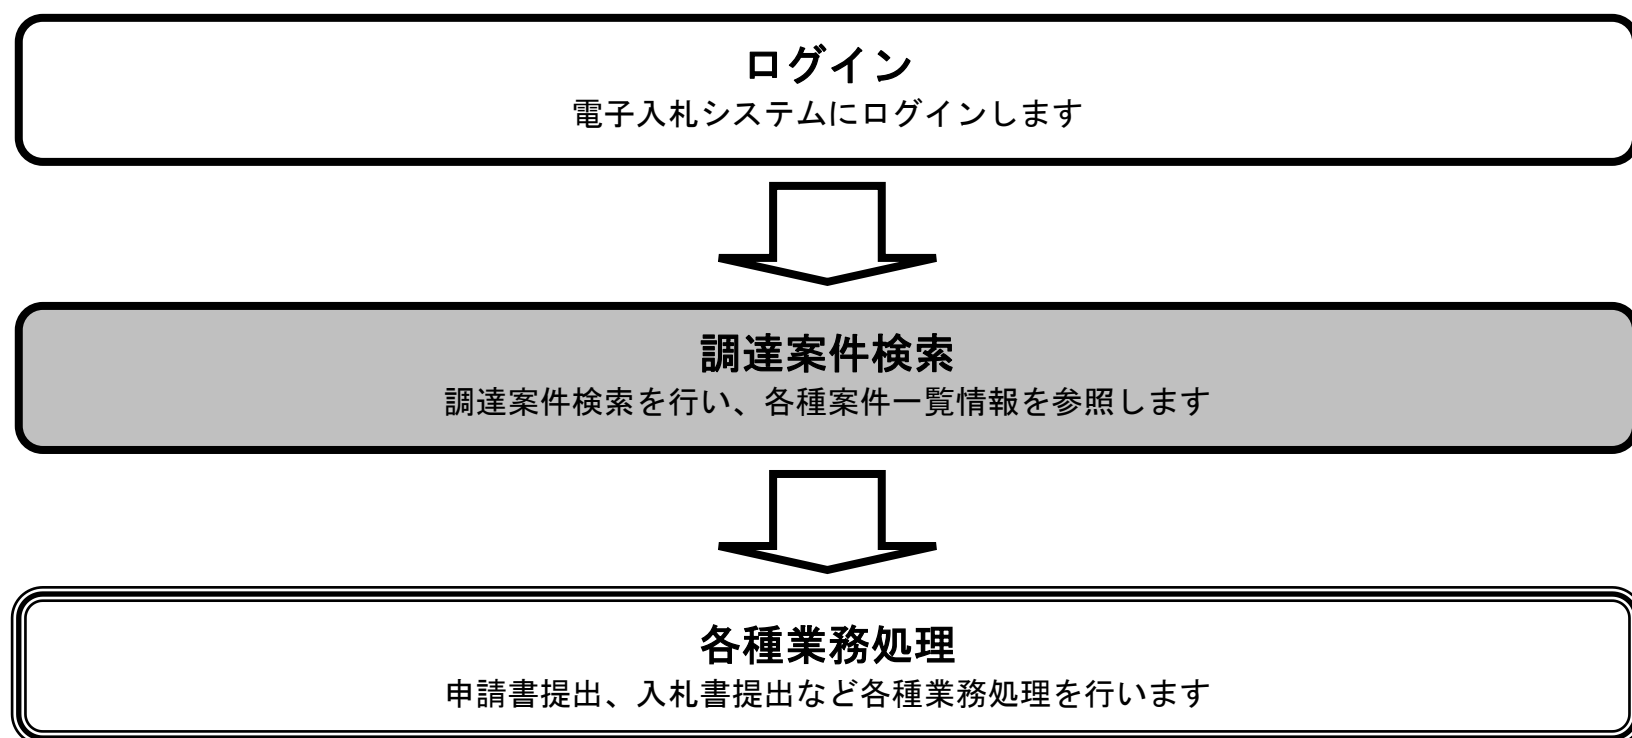 ログイン
電子入札システムにログインします
調達案件検索
調達案件検索を行い、各種案件一覧情報を参照します
各種業務処理
申請書提出、入札書提出など各種業務処理を行います